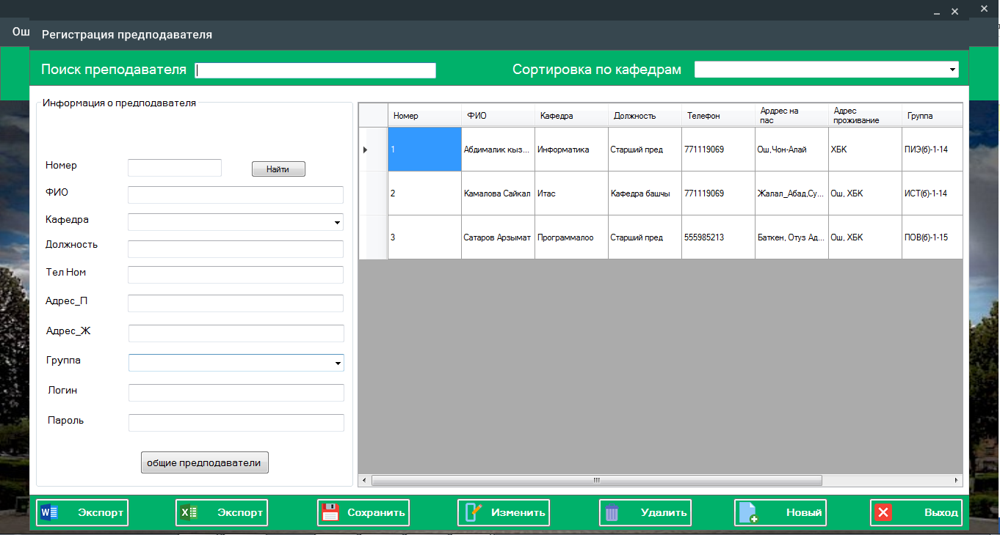 Ош
Регистрация предподавателя
Поиск преподавателя
Сортировка по кафедрам
Информация о предподавателя
Номер
Найти
ФИО
Кафедра
Должность
Тел Ном
Адрес_П
Адрес_Ж
Группа
Логин
Пароль
общие предподаватели
Номер ФИО Кафедра Должность Телефон Ардрес на пас Адрес проживание Группа
1 Абдималик кыз... Информатика Старший пред 771119069 Ош,Чон-Алай ХБК ПИЭ(б)-1-14
2 Камалова Сайкал Итас Кафедра башчы 771119069 Жалал_Абад,Су... Ош, ХБК ИСТ(б)-1-14
3 Сатаров Арзымат Программалоо Старший пред 555985213 Баткен, Отуз Ад... Ош, ХБК ПОВ(б)-1-15
Экспорт Экспорт Сохранить Изменить Удалить Новый Выход